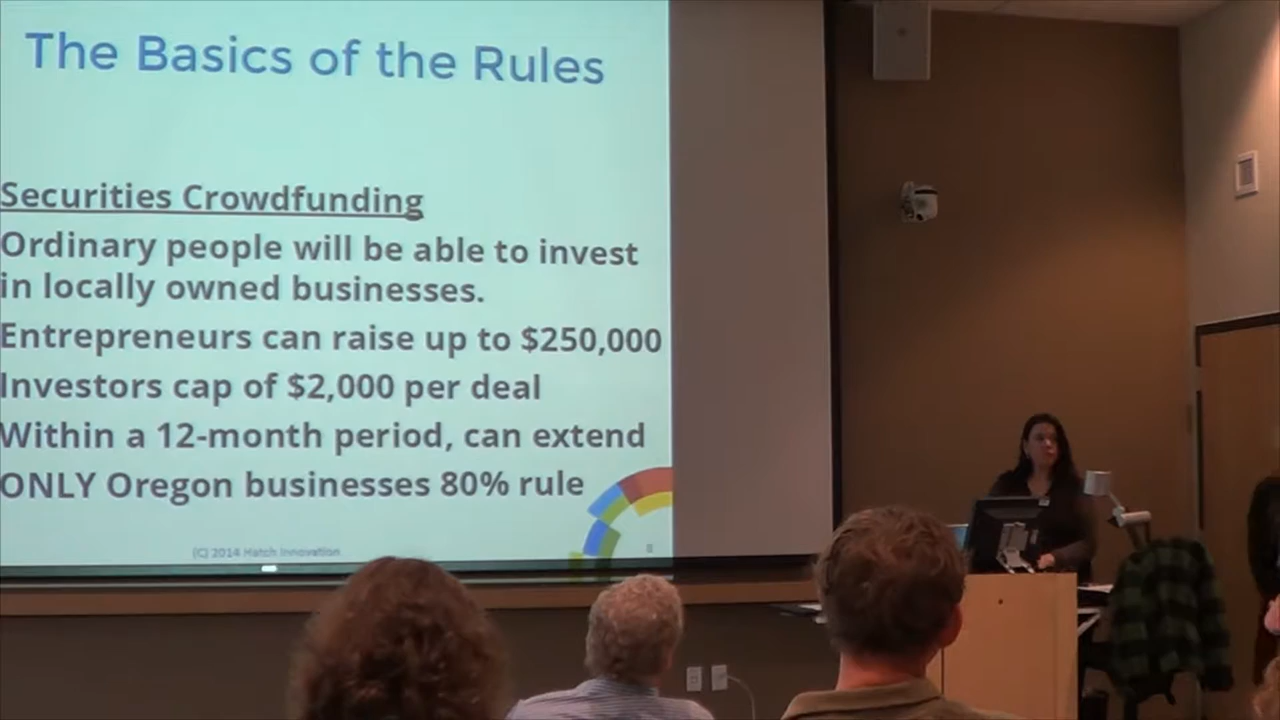 The Basics of the Rules
Securities Crowdfunding
Ordinary people will be able to invest
in locally owned businesses.
Entrepreneurs can raise up to $250,000
Investors cap of $2,000 per deal
Within a 12-month period, can extend
ONLY Oregon businesses 80% rule
(C) 2014 Hatch Innovation
8